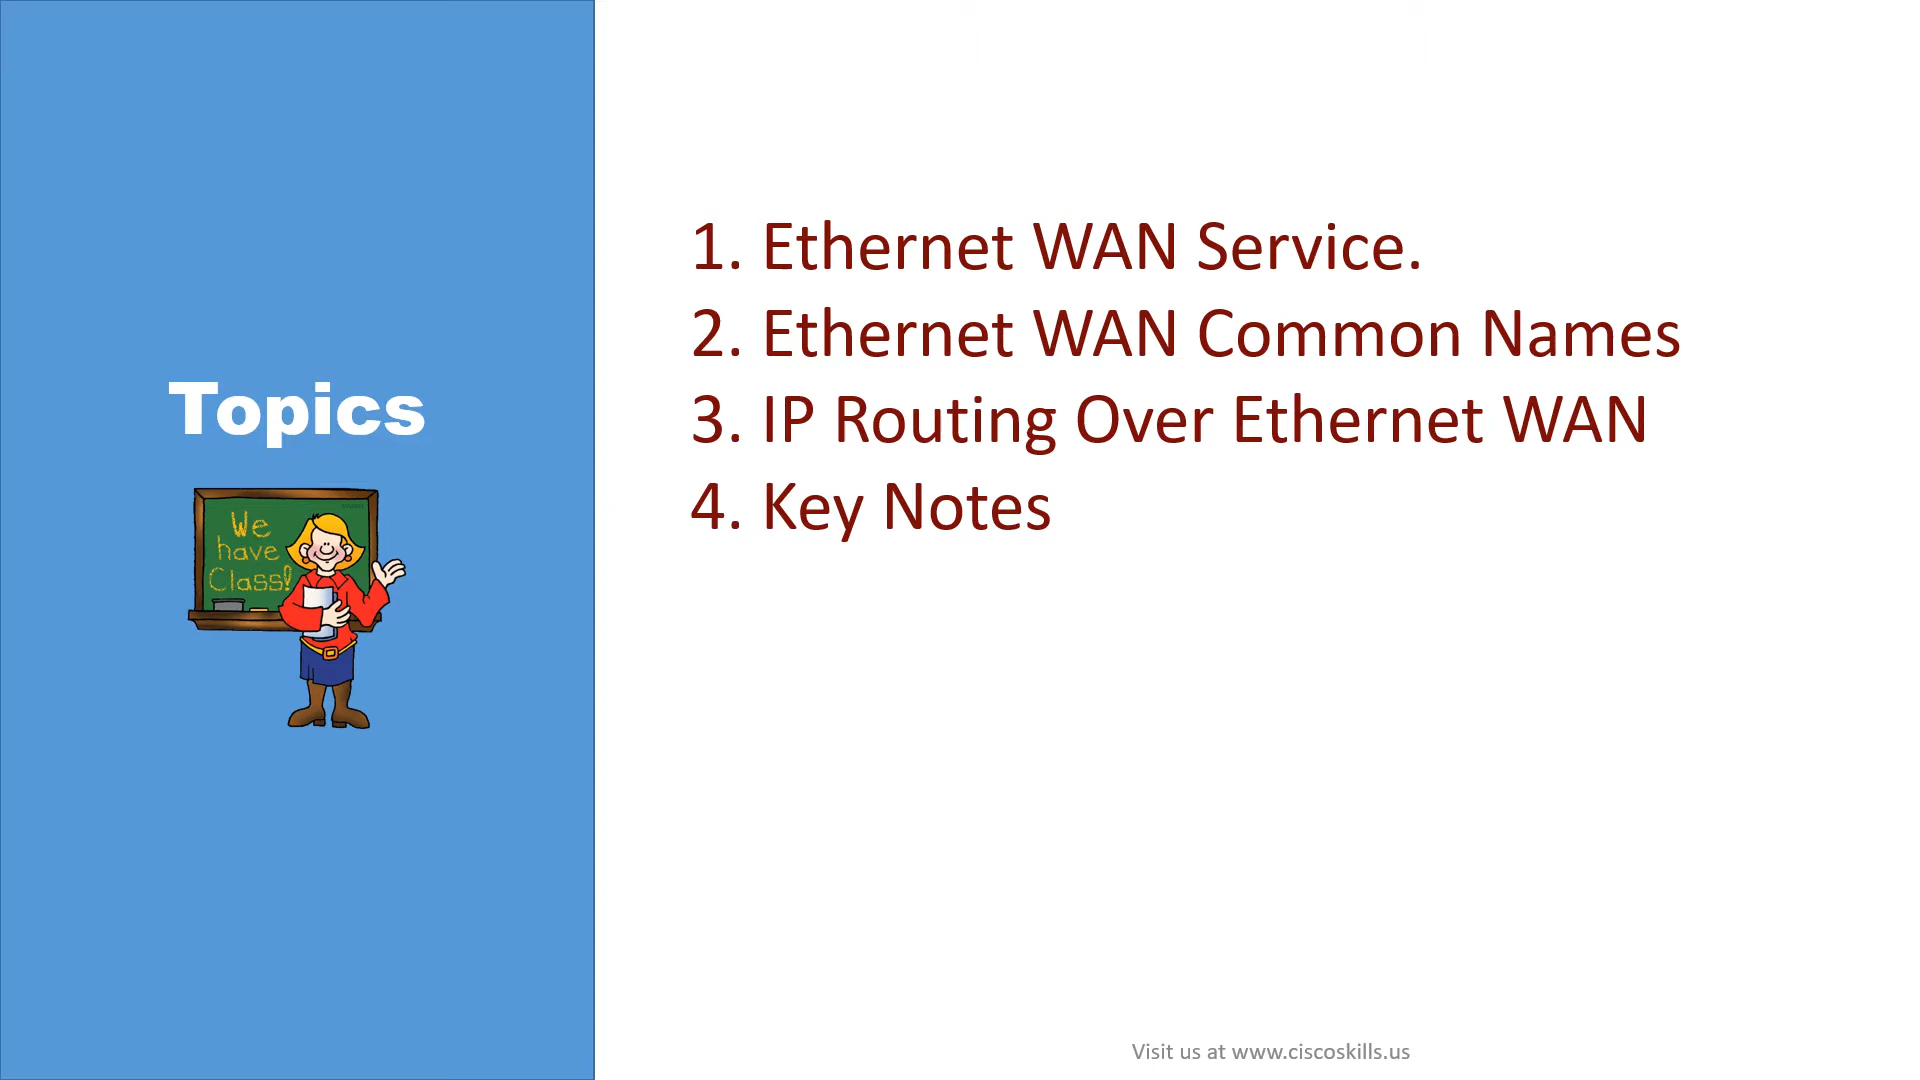 Topics
We
have
Class!
1. Ethernet WAN Service.
2. Ethernet WAN Common Names
3. IP Routing Over Ethernet WAN
4. Key Notes
Visit us at www.ciscoskills.us